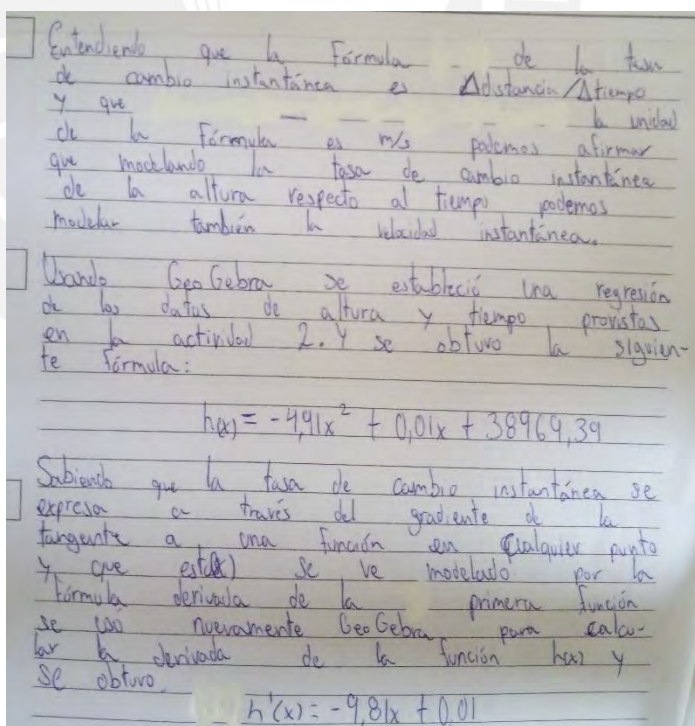 Entendiendo que la Fórmula de la tasa
de cambio instantánea es Δdistancia/Δtiempo
y que la unidad
de la Fórmula es m/s podemos afirmar
que modelando la tasa de cambio instantánea
de la altura respecto al tiempo podemos
modelar también la velocidad instantánea.
Usando GeoGebra se estableció una regresión
de los datos de altura y tiempo provistos
en la actividad 2. Y se obtuvo la siguien-
te fórmula:
h(x) = -4,91x² + 0,01x + 38969,39
Sabiendo que la tasa de cambio instantánea se
expresa a través del gradiente de la
tangente a una función en cualquier punto
y que esta se ve modelado por la
Fórmula derivada de la primera función
se uso nuevamente GeoGebra para calcu-
lar la derivada de la función h(x) y
se obtuvo.
h'(x) = -9,81x + 0.01